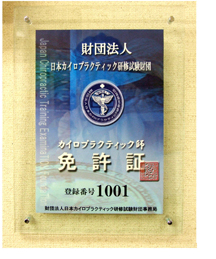 財団法人
日本カイロプラクティック研修試験財団
Japan Chiropractic Training Examin
カイロプラクティック師
免許証
登録番号 1001
財団法人日本カイロプラクティック研修試験財団事務局